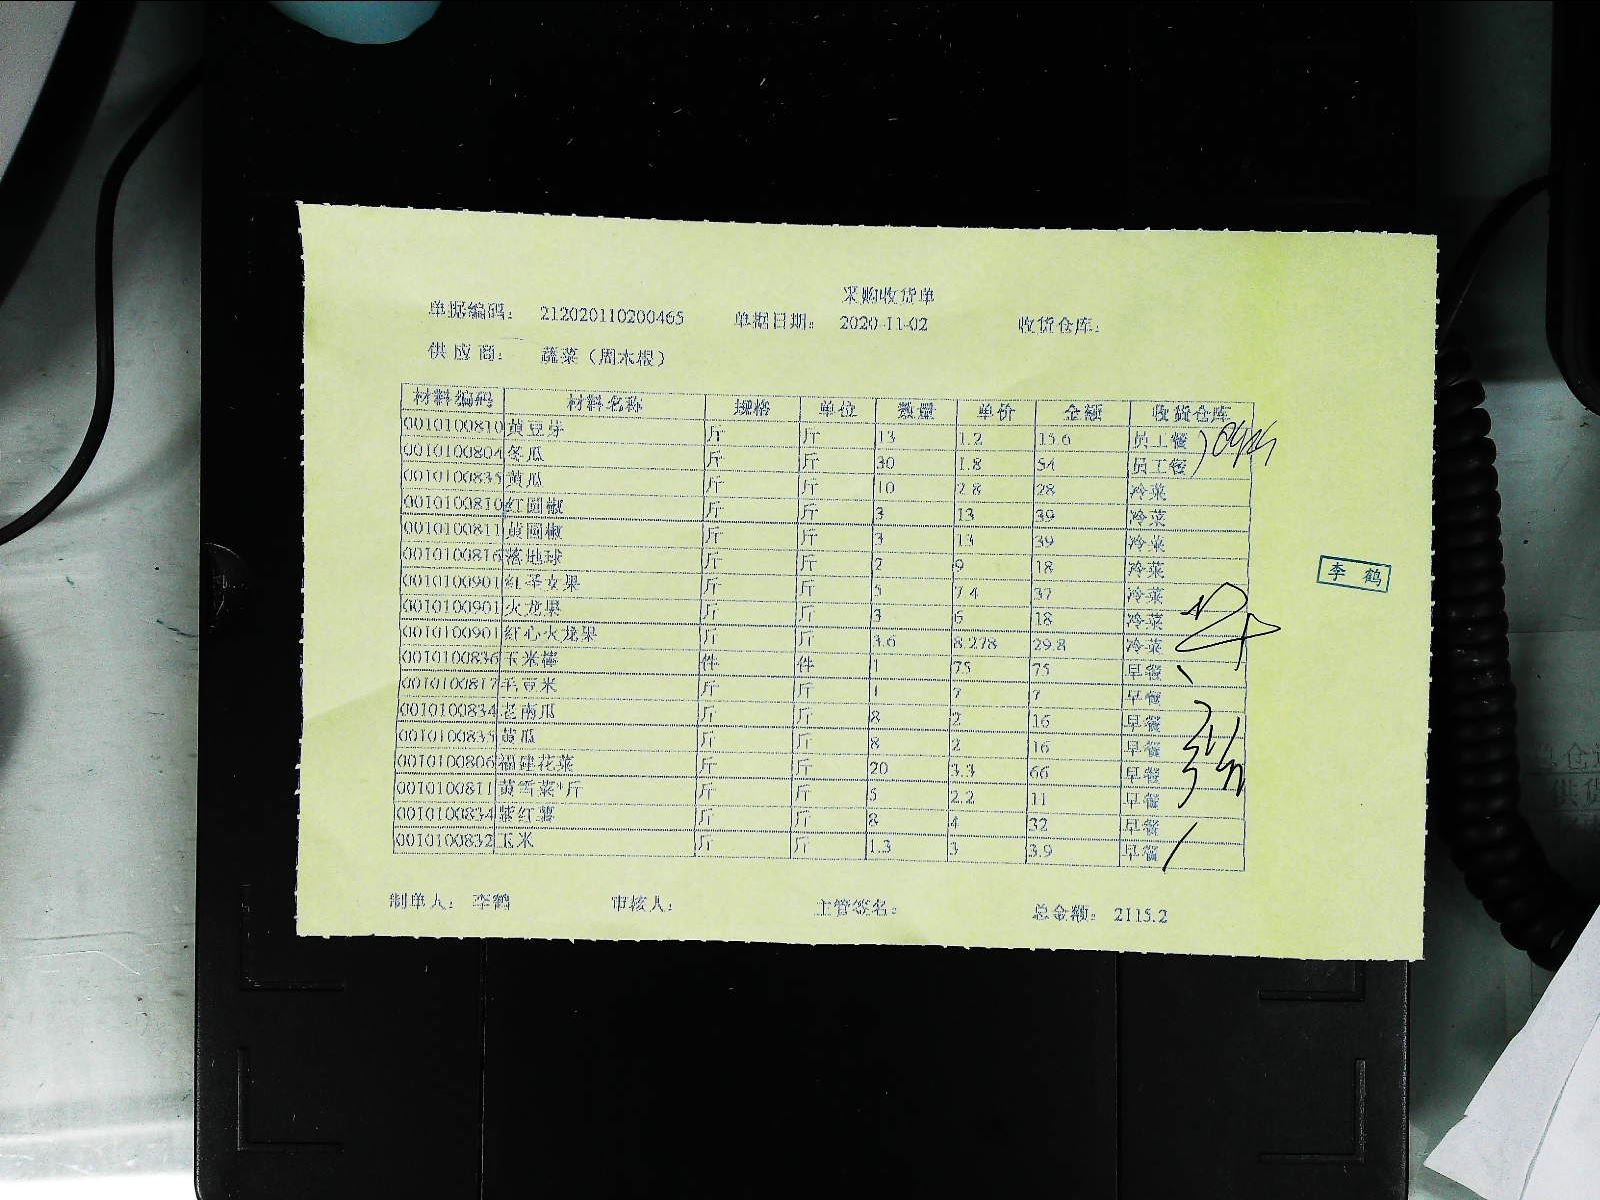 采购收货单
单据编码： 212020110200465 单据日期： 2020-11-02 收货仓库：
供应商： 蔬菜（周木根）
材料编码 材料名称 规格 单位 数量 单价 金额 收货仓库
0010100810 黄豆芽 斤 斤 13 1.2 15.6 员工餐
0010100804 冬瓜 斤 斤 30 1.8 54 员工餐
0010100835 黄瓜 斤 斤 10 2.8 28 冷菜
0010100810 红圆椒 斤 斤 3 13 39 冷菜
0010100811 黄圆椒 斤 斤 3 13 39 冷菜
0010100816 落地球 斤 斤 2 9 18 冷菜
0010100901 红圣女果 斤 斤 5 7.4 37 冷菜
0010100901 火龙果 斤 斤 3 6 18 冷菜
0010100901 红心火龙果 斤 斤 3.6 8.278 29.8 冷菜
0010100836 玉米棒 件 件 1 75 75 早餐
0010100817 毛豆米 斤 斤 1 7 7 早餐
0010100834 老南瓜 斤 斤 8 2 16 早餐
0010100835 黄瓜 斤 斤 8 2 16 早餐
0010100806 福建花菜 斤 斤 20 3.3 66 早餐
0010100811 黄雪菜*斤 斤 斤 5 2.2 11 早餐
0010100834 紫红薯 斤 斤 8 4 32 早餐
0010100832 玉米 斤 斤 1.3 3 3.9 早餐
李鹤
制单人： 李鹤 审核人： 主管签名： 总金额： 2115.2